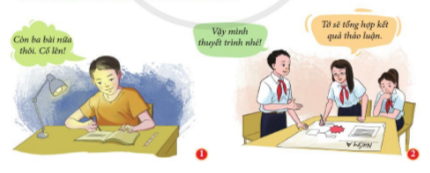 Còn ba bài nữa
thôi. Cố lên!
1
Vậy mình
thuyết trình nhé!
Tớ sẽ tổng hợp kết
quả thảo luận.
NHÓM A
2